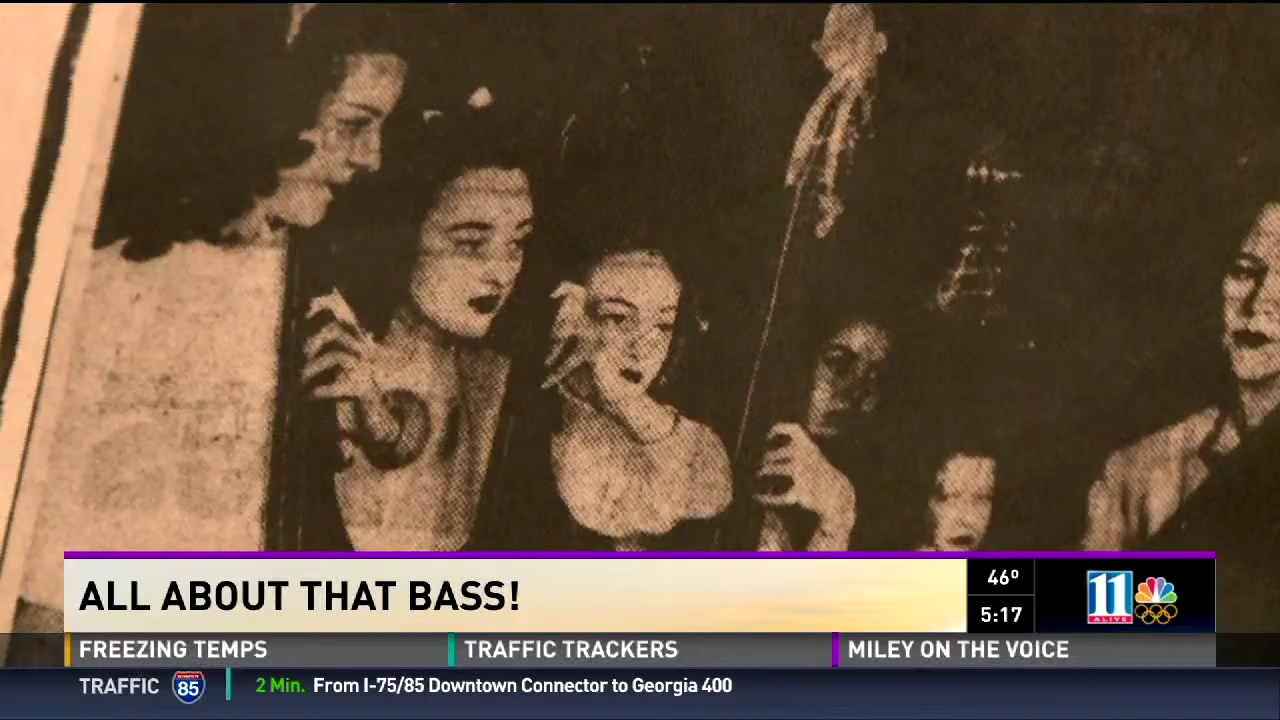 ALL ABOUT THAT BASS!
46º
5:17
11
ALIVE
FREEZING TEMPS
TRAFFIC TRACKERS
MILEY ON THE VOICE
TRAFFIC
85
2 Min. From I-75/85 Downtown Connector to Georgia 400